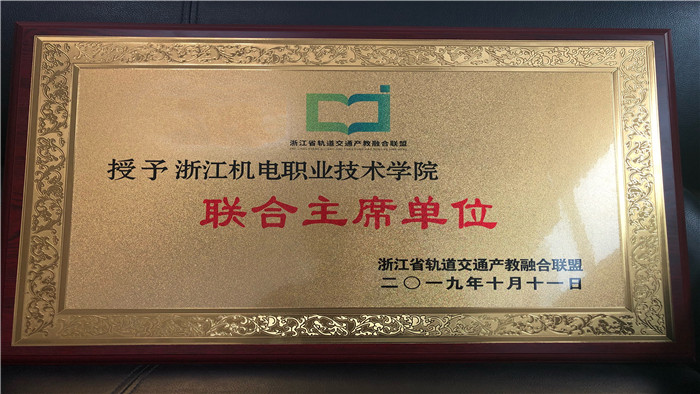 浙江省轨道交通产教融合联盟
授予 浙江机电职业技术学院
联合主席单位
浙江省轨道交通产教融合联盟
二〇一九年十月十一日